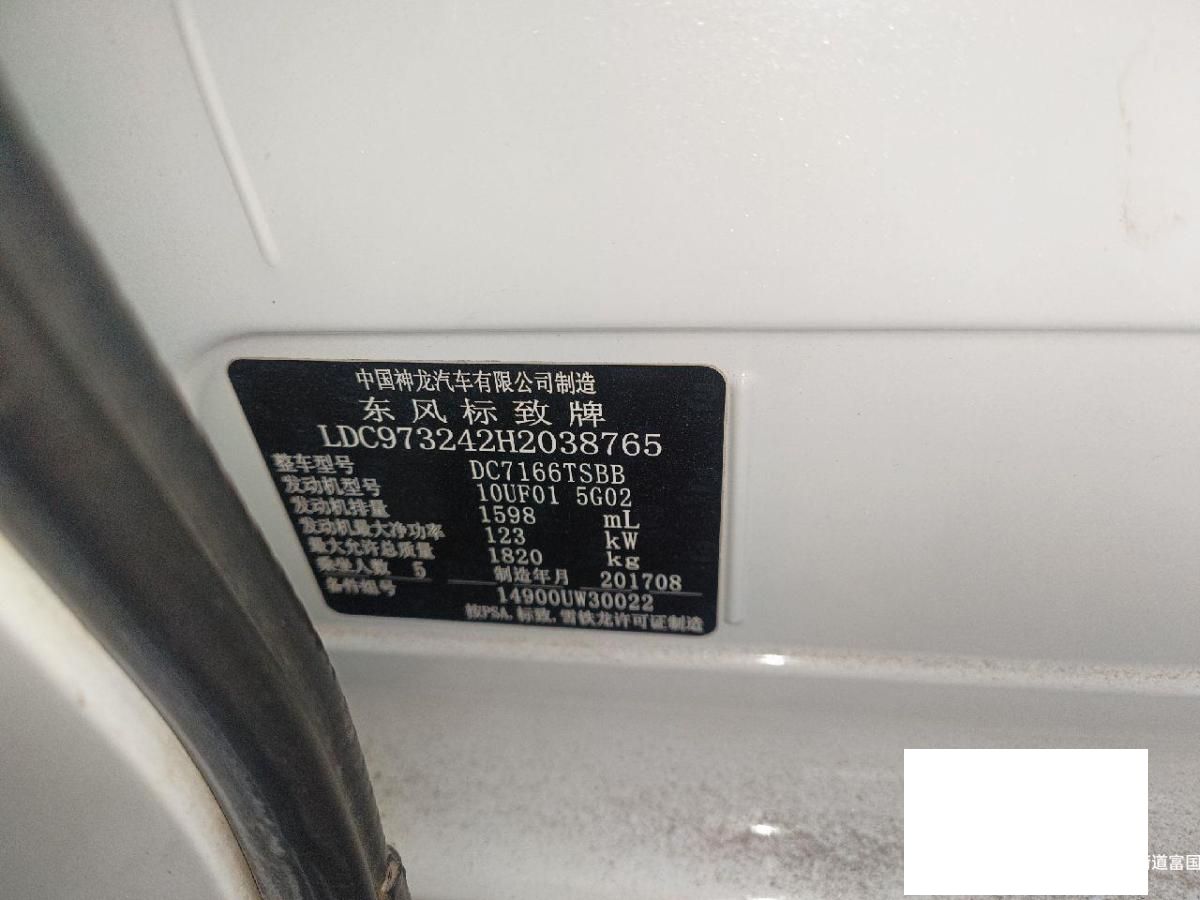 中国神龙汽车有限公司制造
东风标致牌
LDC973242H2038765
整车型号 DC7166TSBB
发动机型号 10UF01 5G02
发动机排量 1598 mL
发动机最大净功率 123 kW
最大允许总质量 1820 kg
乘坐人数 5 制造年月 201708
备件组号 14900UW30022
按PSA.标致.雪铁龙许可证制造
街道富国